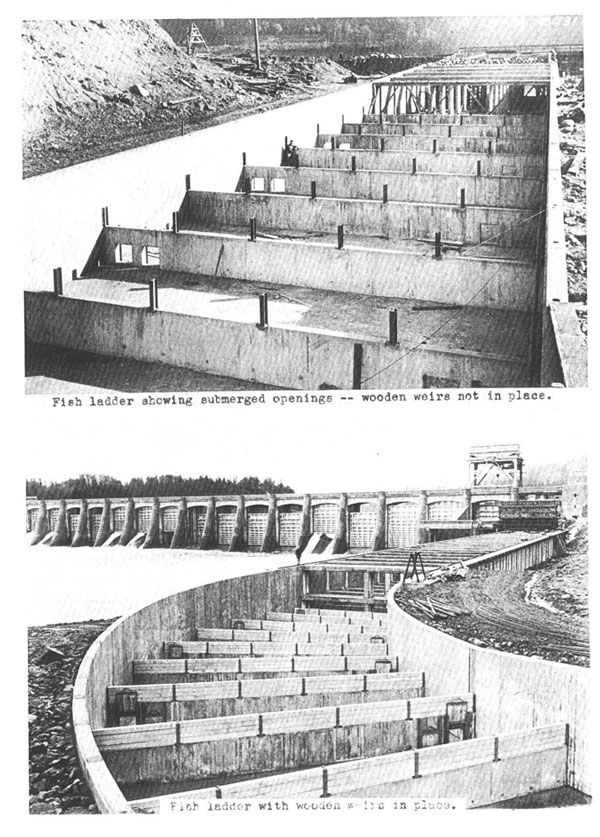 Fish ladder showing submerged openings -- wooden weirs not in place.
Fish ladder with wooden weirs in place.